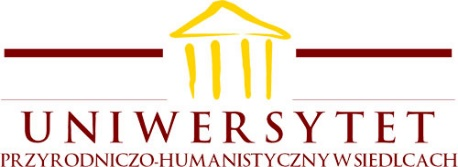 UNIWERSYTET
PRZYRODNICZO-HUMANISTYCZNY W SIEDLCACH